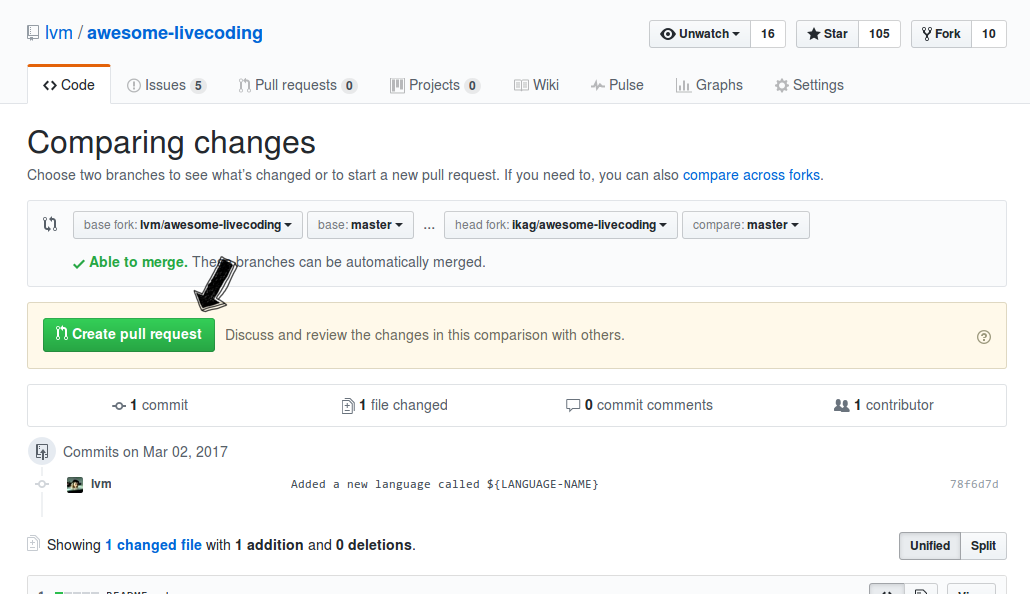 lvm / awesome-livecoding
Unwatch 16 Star 105 Fork 10
Code Issues 5 Pull requests 0 Projects 0 Wiki Pulse Graphs Settings
Comparing changes
Choose two branches to see what's changed or to start a new pull request. If you need to, you can also compare across forks.
base fork: lvm/awesome-livecoding base: master ... head fork: ikag/awesome-livecoding compare: master
Able to merge. branches can be automatically merged.
Create pull request Discuss and review the changes in this comparison with others.
1 commit 1 file changed 0 commit comments 1 contributor
Commits on Mar 02, 2017
lvm Added a new language called ${LANGUAGE-NAME} 78f6d7d
Showing 1 changed file with 1 addition and 0 deletions.
Unified Split